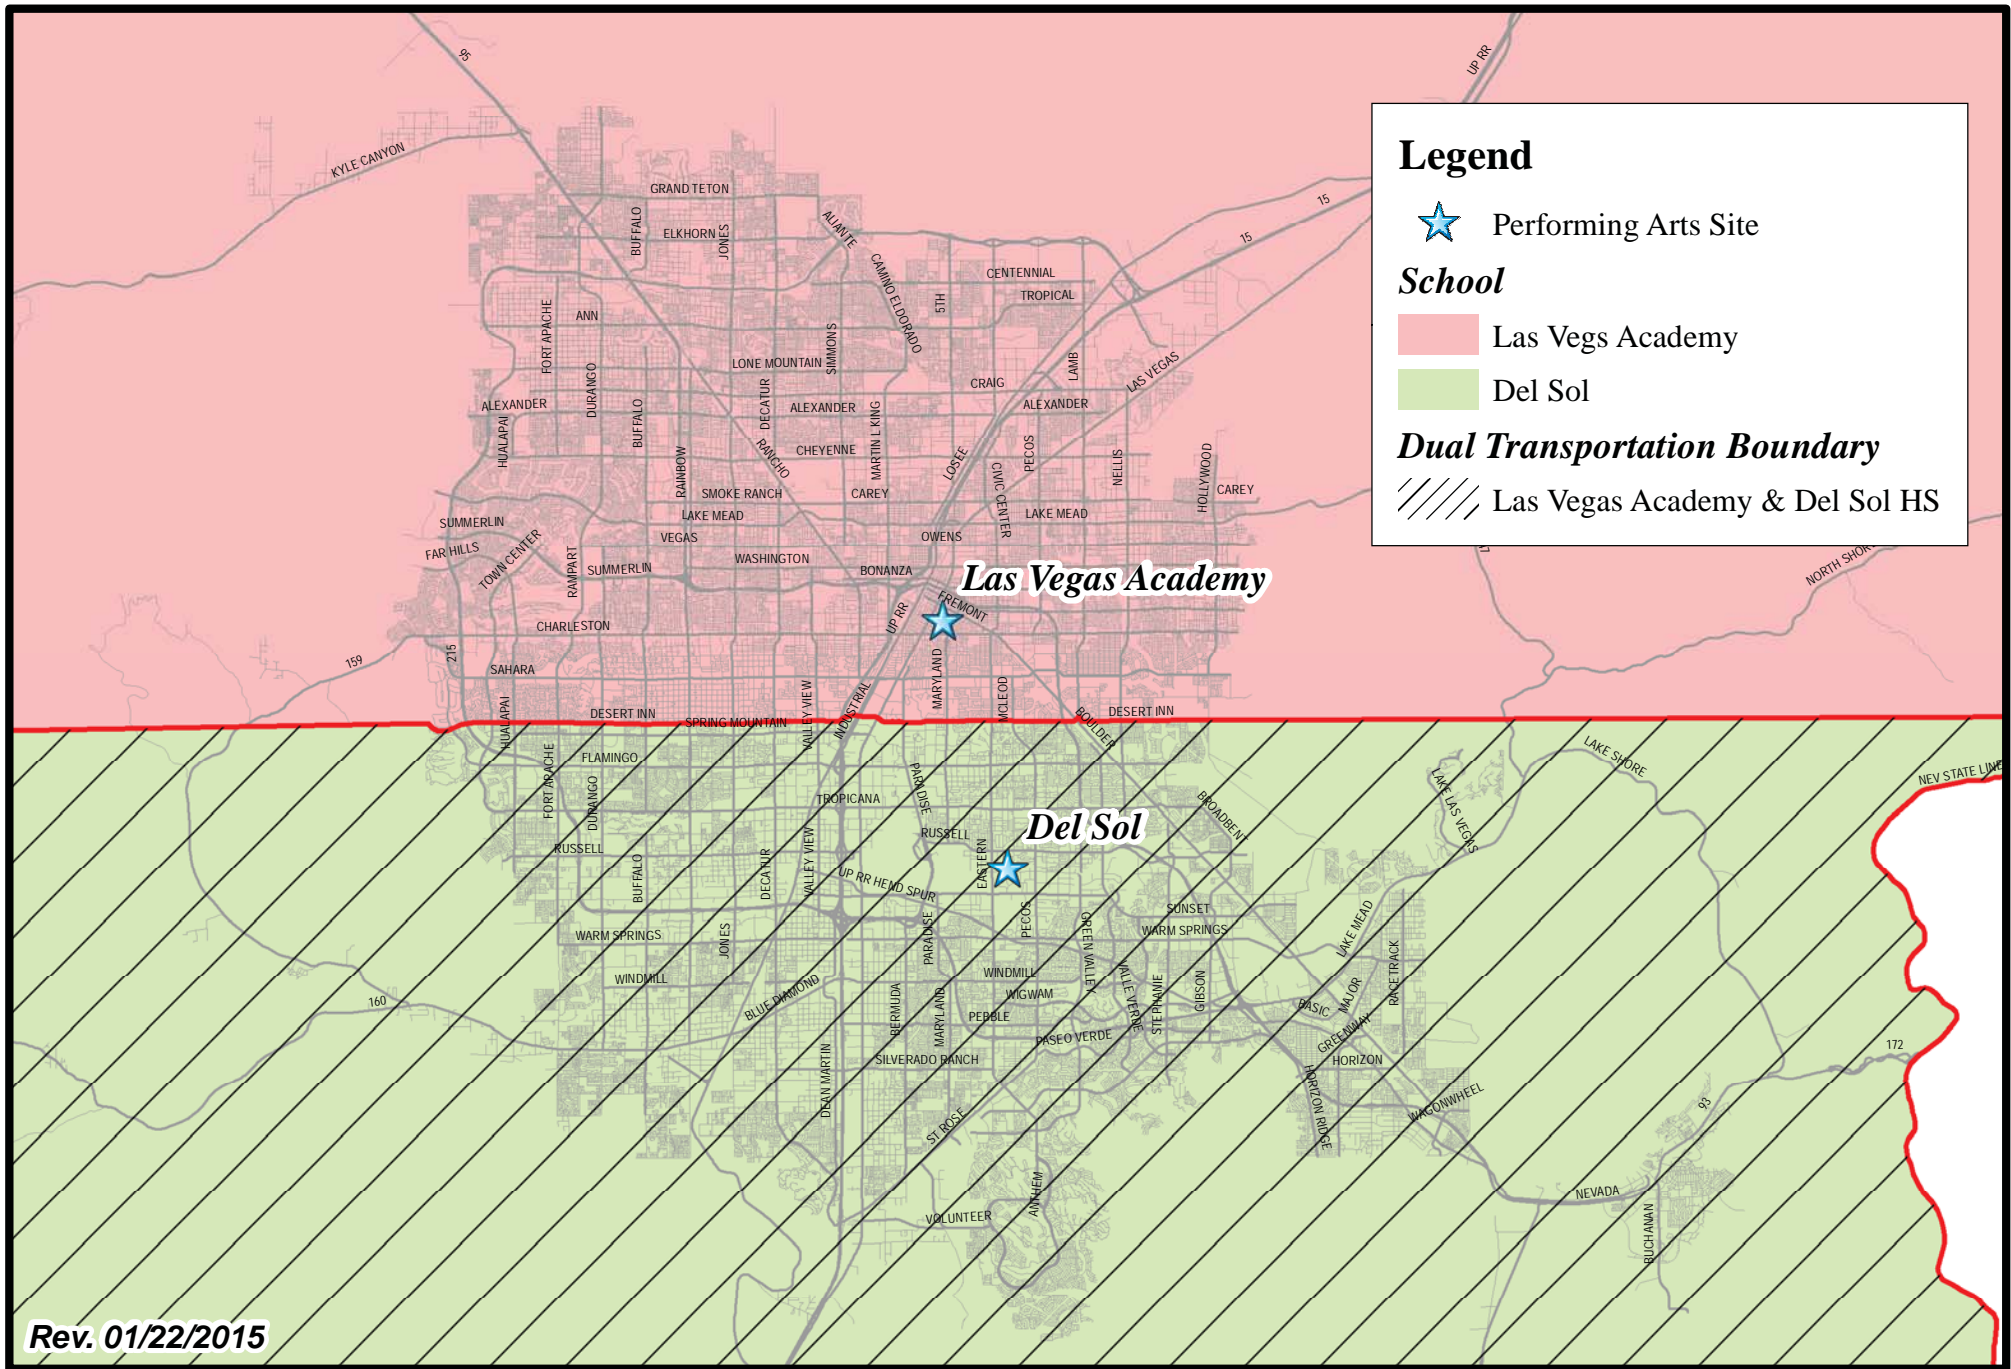 95
UP RR
KYLE CANYON
GRAND TETON
BUFFALO
ELKHORN
JONES
ALIANTE
15
15
CAMINO ELDORADO
CENTENNIAL
TROPICAL
5TH
FORT APACHE
ANN
SIMMONS
LONE MOUNTAIN
LAMB
LAS VEGAS
DURANGO
DECATUR
CRAIG
ALEXANDER
ALEXANDER
ALEXANDER
BUFFALO
HUALAPAI
MARTIN L KING
CHEYENNE
RANCHO
RAINBOW
LOSEE
PECOS
CIVIC CENTER
NELLIS
HOLLYWOOD
SMOKE RANCH
CAREY
CAREY
LAKE MEAD
LAKE MEAD
SUMMERLIN
FAR HILLS
TOWN CENTER
VEGAS
OWENS
WASHINGTON
RAMPART
SUMMERLIN
BONANZA
Las Vegas Academy
FREMONT
UP RR
CHARLESTON
159
215
SAHARA
MARYLAND
MCLEOD
VALLEY VIEW
INDUSTRIAL
HUALAPAI
DESERT INN
SPRING MOUNTAIN
BOULDER
DESERT INN
NORTH SHOR
Legend
Performing Arts Site
School
Las Vegs Academy
Del Sol
Dual Transportation Boundary
Las Vegas Academy & Del Sol HS
FLAMINGO
FORT APACHE
DURANGO
PARADISE
TROPICANA
BROADBENT
LAKE LAS VEGAS
LAKE SHORE
NEV STATE LINE
RUSSELL
RUSSELL
Del Sol
EASTERN
BUFFALO
DECATUR
VALLEY VIEW
UP RR HEND SPUR
SUNSET
WARM SPRINGS
WARM SPRINGS
JONES
PARADISE
PECOS
GREEN VALLEY
LAKE MEAD
RACETRACK
WINDMILL
WINDMILL
WIGWAM
VALLE VERDE
STEPHANIE
GIBSON
MAJOR
BASIC
160
BLUE DIAMOND
BERMUDA
MARYLAND
PEBBLE
PASEO VERDE
GREENWAY
SILVERADO RANCH
HORIZON
172
DEAN MARTIN
HORIZON RIDGE
WAGONWHEEL
93
ST ROSE
ANTHEM
VOLUNTEER
NEVADA
BUCHANAN
Rev. 01/22/2015